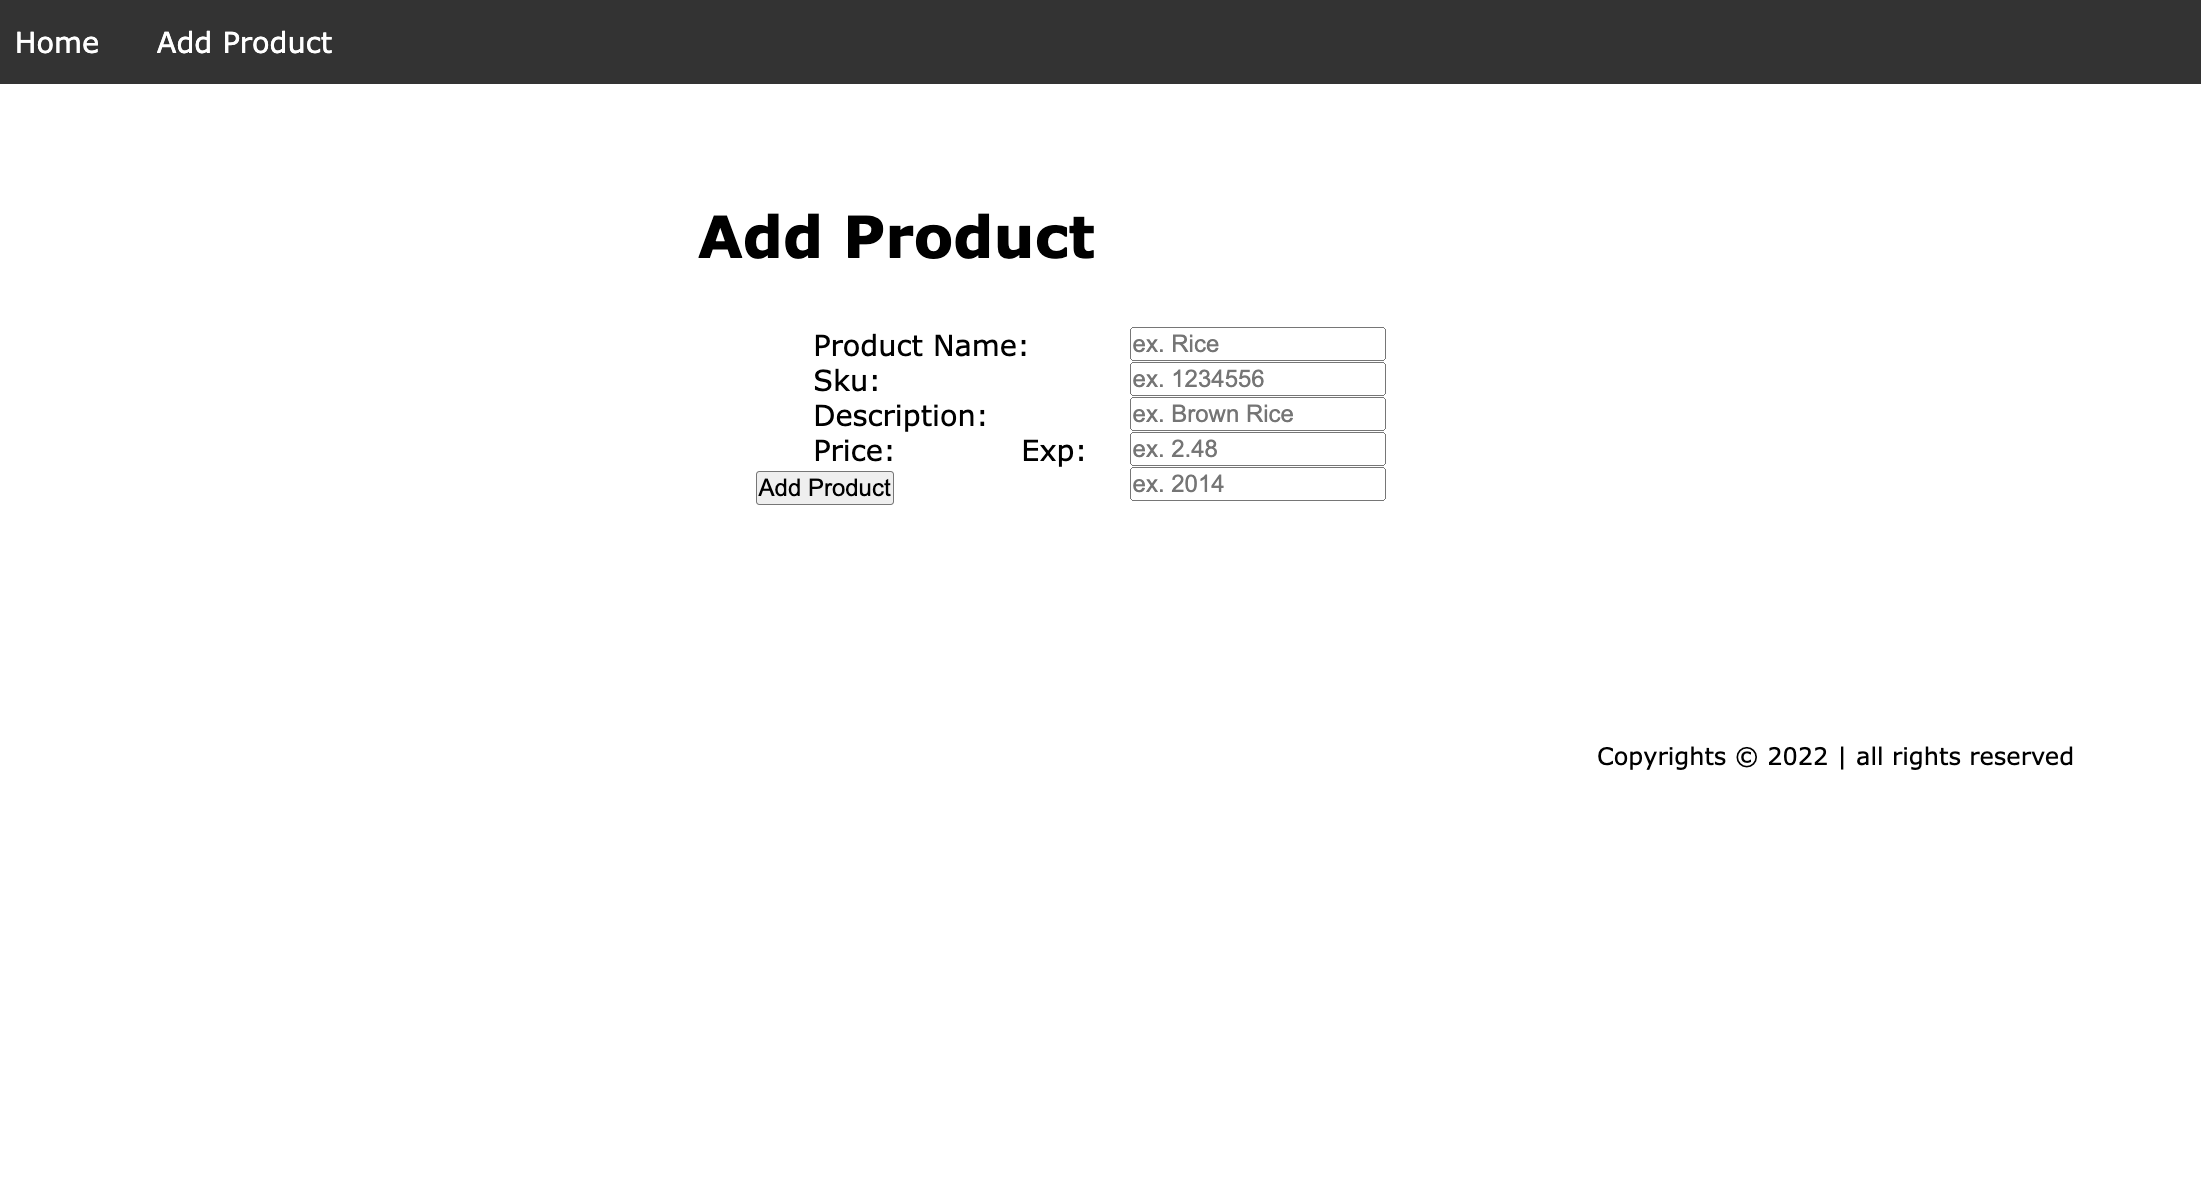 Home Add Product
Add Product
Product Name: ex. Rice
Sku: ex. 1234556
Description: ex. Brown Rice
Price: Exp: ex. 2.48
Add Product ex. 2014
Copyrights © 2022 | all rights reserved